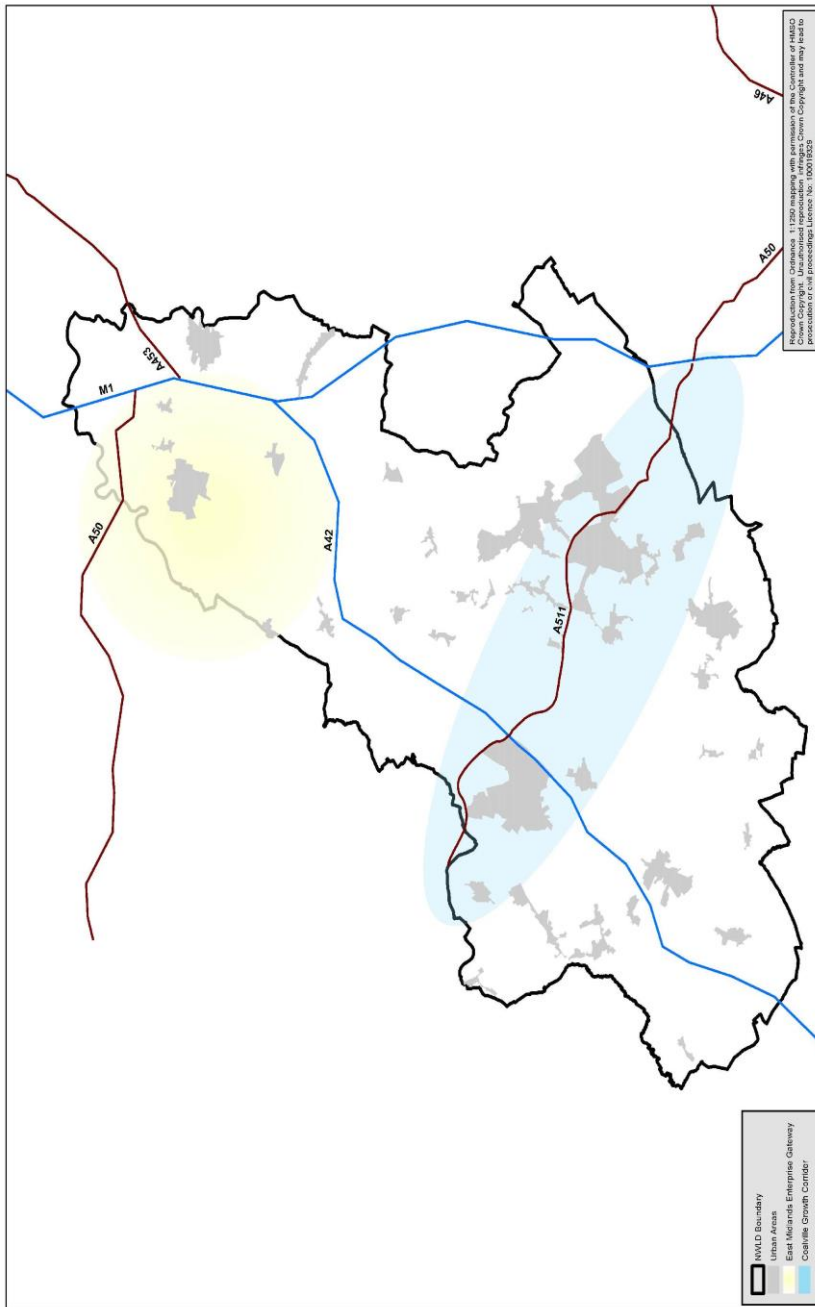 M1
A453
A50
A42
A511
A50
A46
NWLD Boundary
Urban Areas
East Midlands Enterprise Gateway
Coalville Growth Corridor
Reproduction from Ordnance 1:1250 mapping with permission of the Controller of HMSO
Crown Copyright. Unauthorised reproduction infringes Crown Copyright and may lead to
prosecution or civil proceedings Licence No: 100019329